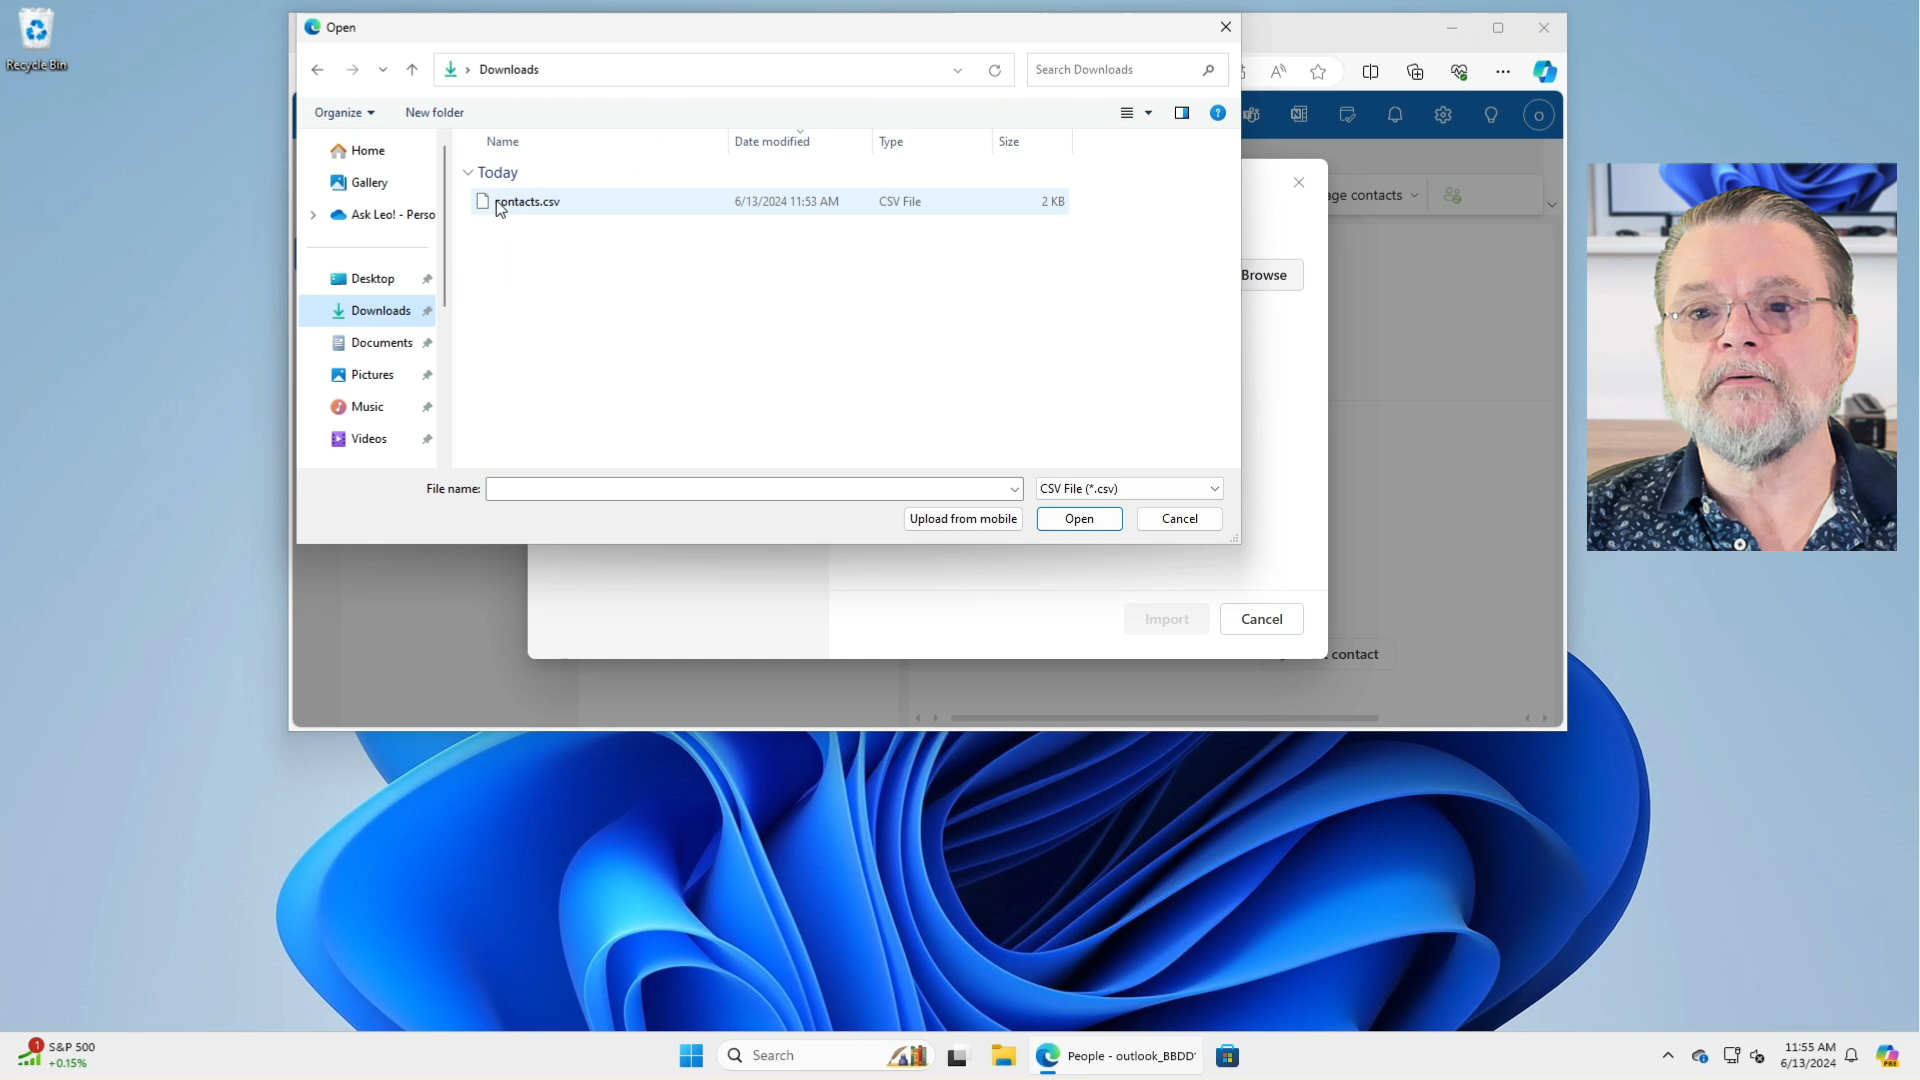 Recycle Bin
Open
Downloads
Search Downloads
Organize
New folder
Name
Date modified
Type
Size
Home
Gallery
Ask Leo! - Perso
Desktop
Downloads
Documents
Pictures
Music
Videos
Today
contacts.csv
6/13/2024 11:53 AM
CSV File
2 KB
File name:
CSV File (*.csv)
Upload from mobile
Open
Cancel
age contacts
Browse
Import
Cancel
contact
1
S&P 500
+0.15%
Search
People - outlook_BBDD
11:55 AM
6/13/2024
PRE